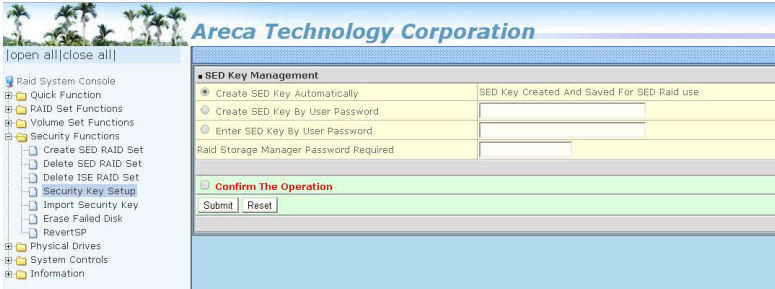 Areca Technology Corporation
|open all|close all|
Raid System Console
Quick Function
RAID Set Functions
Volume Set Functions
Security Functions
Create SED RAID Set
Delete SED RAID Set
Delete ISE RAID Set
Security Key Setup
Import Security Key
Erase Failed Disk
RevertSP
Physical Drives
System Controls
Information
SED Key Management
Create SED Key Automatically SED Key Created And Saved For SED Raid use
Create SED Key By User Password
Enter SED Key By User Password
Raid Storage Manager Password Required
Confirm The Operation
Submit Reset